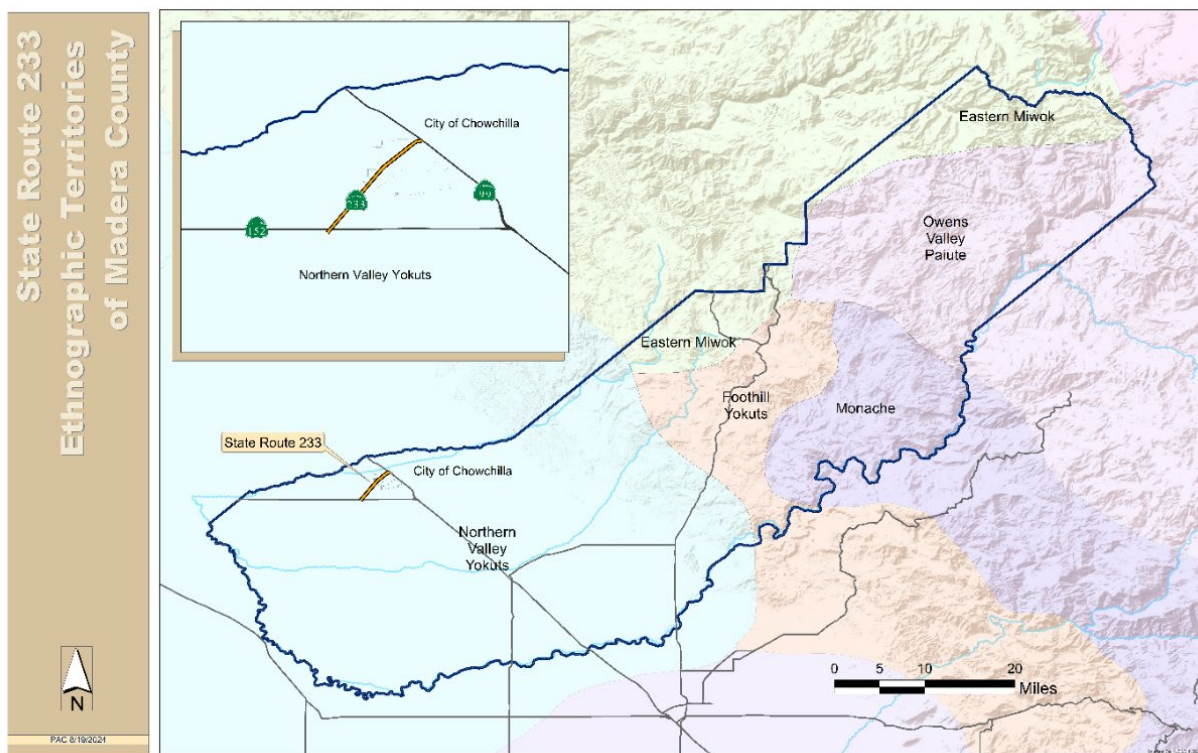 State Route 233
Ethnographic Territories
of Madera County
N
PAC 8/19/2024
City of Chowchilla
233
99
152
Northern Valley Yokuts
Eastern Miwok
Owens
Valley
Paiute
Eastern Miwok
Foothill
Yokuts
Monache
State Route 233
City of Chowchilla
Northern
Valley
Yokuts
0 5 10 20
Miles